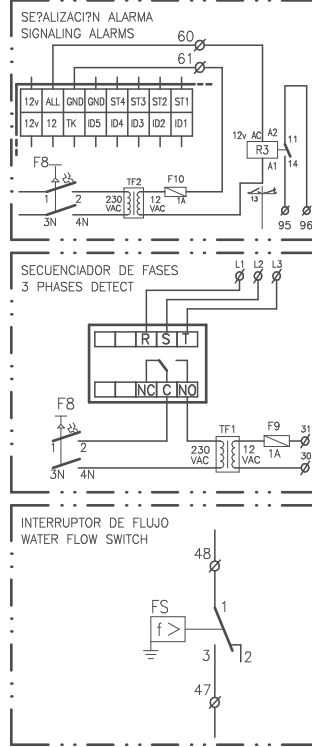 SE?ALIZACI?N ALARMA
SIGNALING ALARMS
60
61
12v ALL GND GND ST4 ST3 ST2 ST1
12v 12 TK ID5 ID4 ID3 ID2 ID1
12v AC A2
R3
A1
11
14
13
95 96
F8
1 2
3N 4N
TF2
230 VAC
12 VAC
F10
1A
SECUENCIADOR DE FASES
3 PHASES DETECT
L1 L2 L3
R S T
NC C NO
F8
1 2
3N 4N
TF1
230 VAC
12 VAC
F9
1A
31
30
INTERRUPTOR DE FLUJO
WATER FLOW SWITCH
48
FS
f >
1
3 2
47